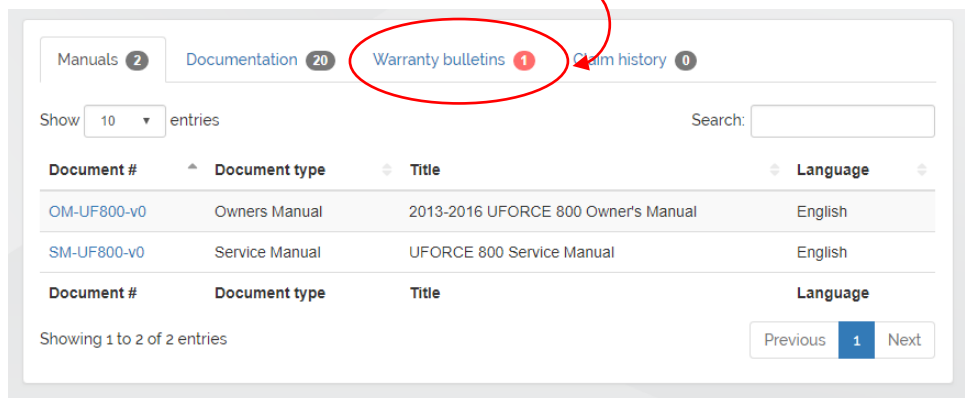 Manuals 2 Documentation 20 Warranty bulletins 1 Claim history 0
Show 10 entries Search:
Document # Document type Title Language
OM-UF800-v0 Owners Manual 2013-2016 UFORCE 800 Owner's Manual English
SM-UF800-v0 Service Manual UFORCE 800 Service Manual English
Document # Document type Title Language
Showing 1 to 2 of 2 entries Previous 1 Next